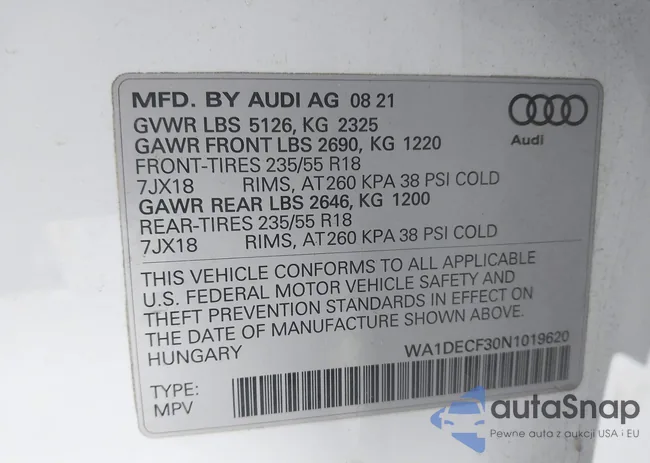 MFD. BY AUDI AG 08 21
Audi
GVWR LBS 5126, KG 2325
GAWR FRONT LBS 2690, KG 1220
FRONT-TIRES 235/55 R18
7JX18 RIMS, AT 260 KPA 38 PSI COLD
GAWR REAR LBS 2646, KG 1200
REAR-TIRES 235/55 R18
7JX18 RIMS, AT 260 KPA 38 PSI COLD
THIS VEHICLE CONFORMS TO ALL APPLICABLE
U.S. FEDERAL MOTOR VEHICLE SAFETY AND
THEFT PREVENTION STANDARDS IN EFFECT ON
THE DATE OF MANUFACTURE SHOWN ABOVE.
HUNGARY WA1DECF30N1019620
TYPE:
MPV
autaSnap
Pewne auta z aukcji USA i EU